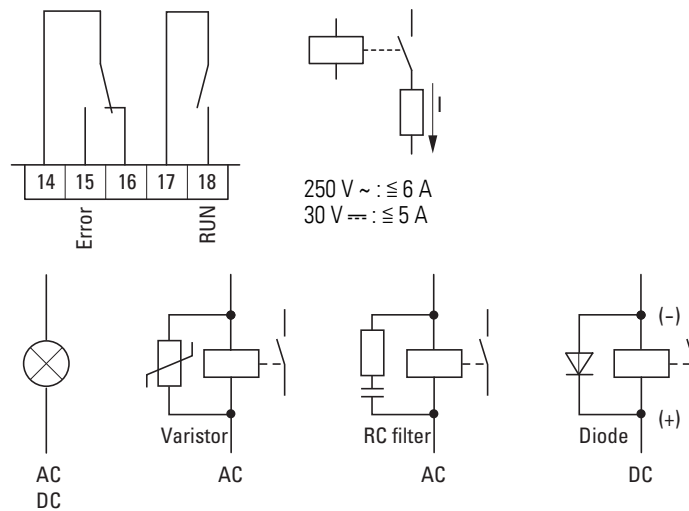 14 15 16 17 18
Error
RUN
I
250 V ~ : ≦ 6 A
30 V ⎓ : ≦ 5 A
(-)
(+)
Varistor
RC filter
Diode
AC
DC
AC
AC
DC